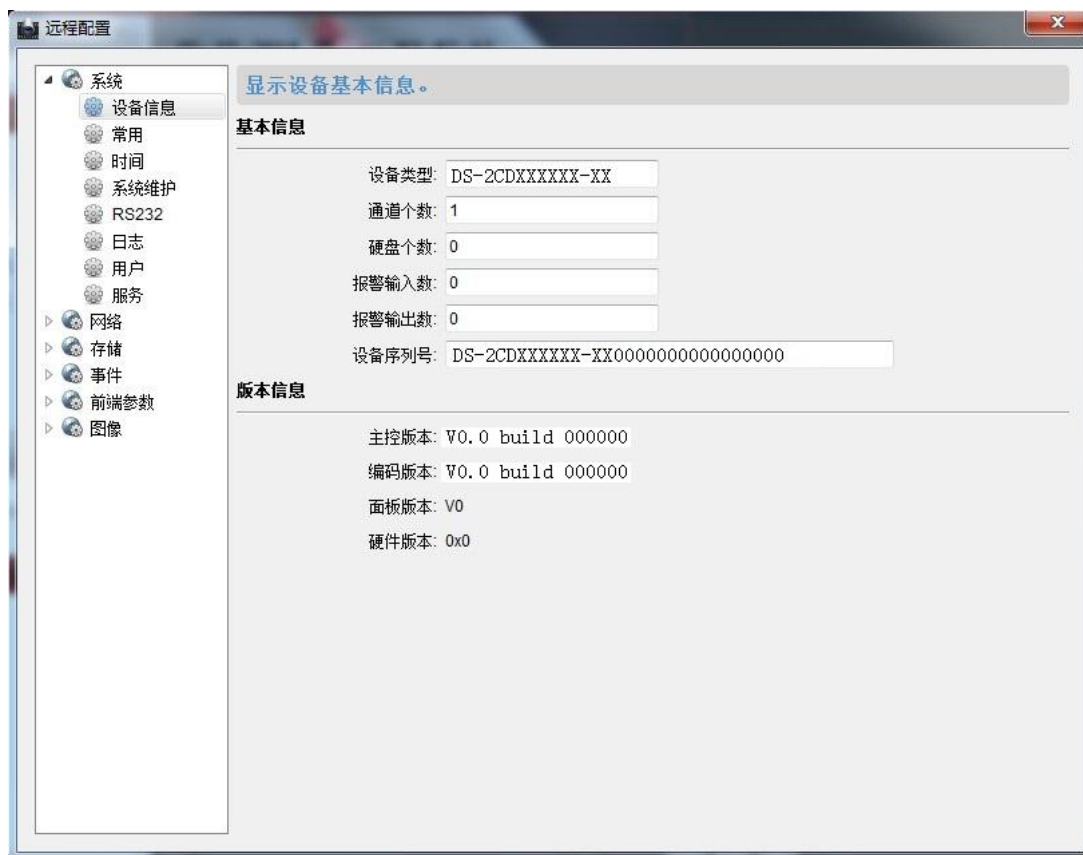 远程配置
x
系统
设备信息
常用
时间
系统维护
RS232
日志
用户
服务
网络
存储
事件
前端参数
图像
显示设备基本信息。
基本信息
设备类型: DS-2CDXXXXXX-XX
通道个数: 1
硬盘个数: 0
报警输入数: 0
报警输出数: 0
设备序列号: DS-2CDXXXXXX-XX0000000000000000
版本信息
主控版本: V0.0 build 000000
编码版本: V0.0 build 000000
面板版本: V0
硬件版本: 0x0